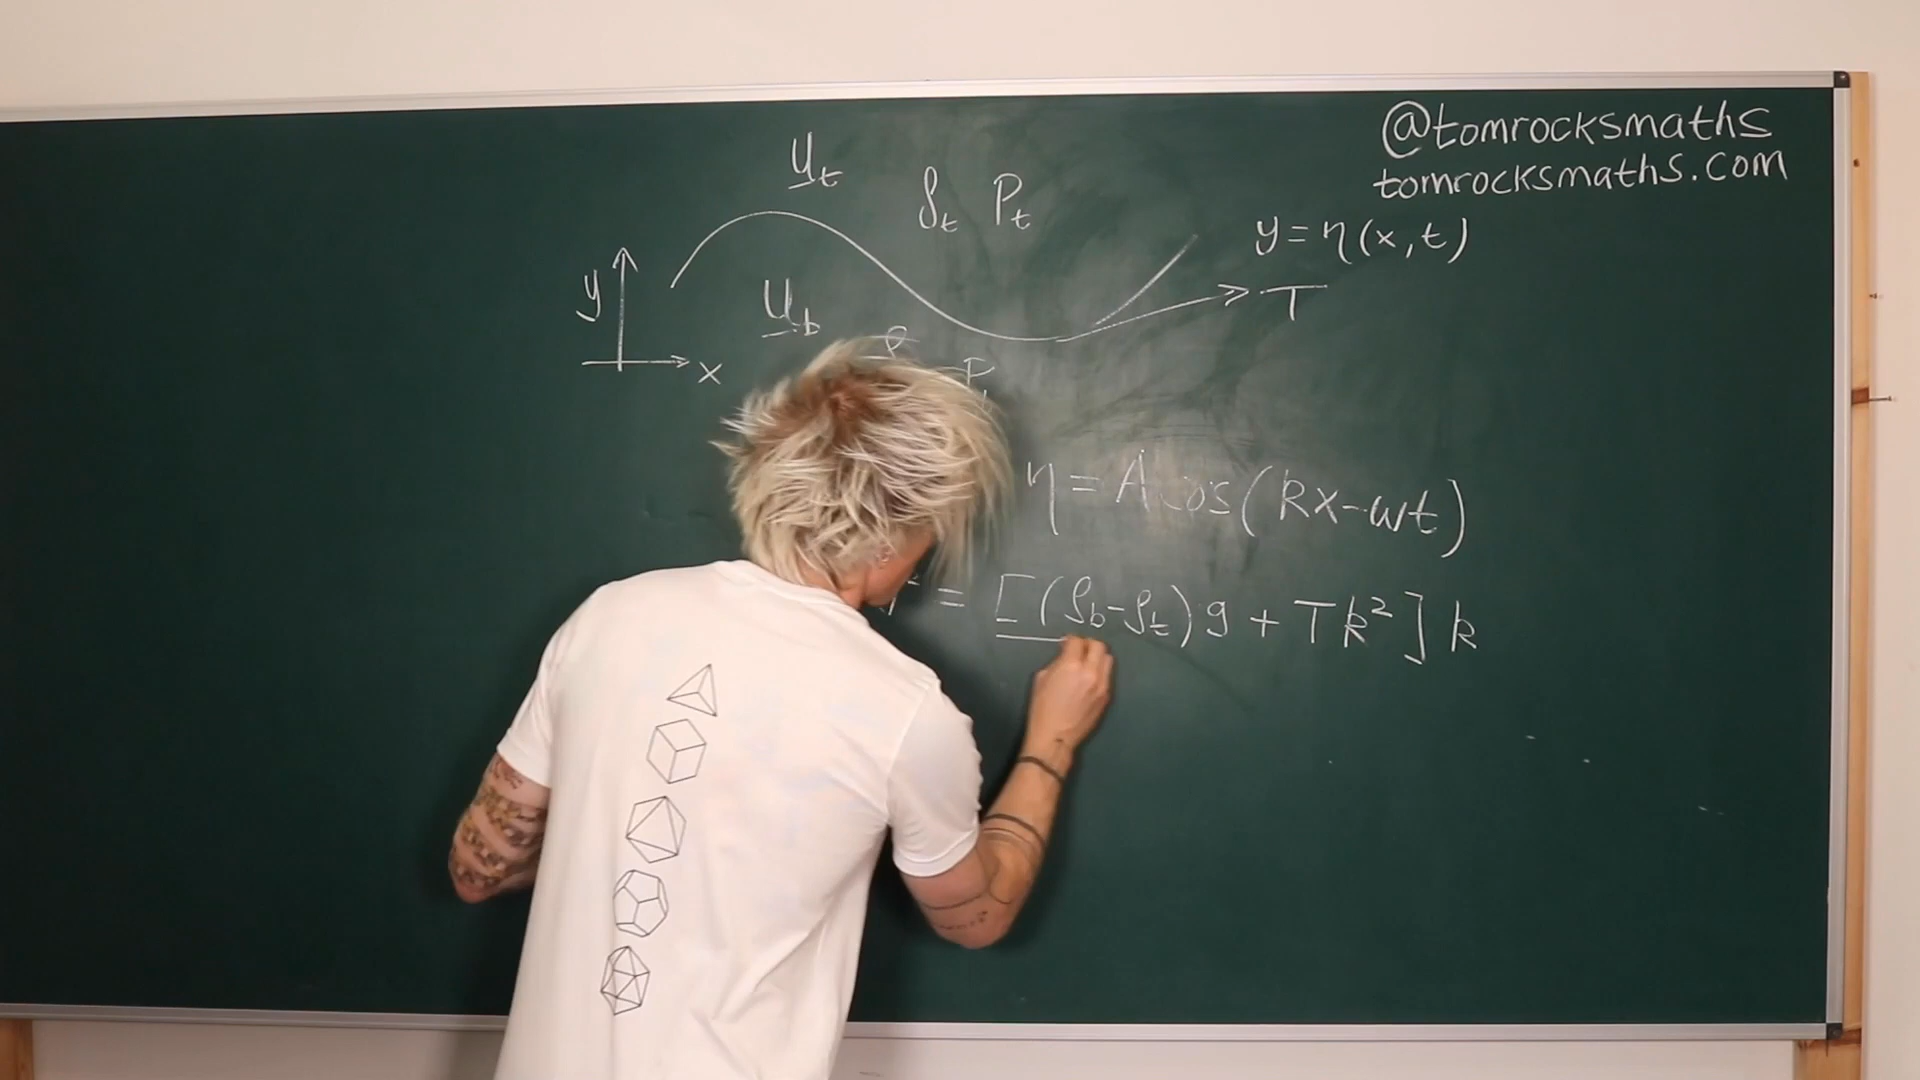 @tomrocksmaths
tomrocksmaths.com
u_t
ρ_t P_t
y = η(x,t)
y
u_b
T
x
η = A cos(kx-ωt)
= [(ρ_b-ρ_t)g + Tk²]k